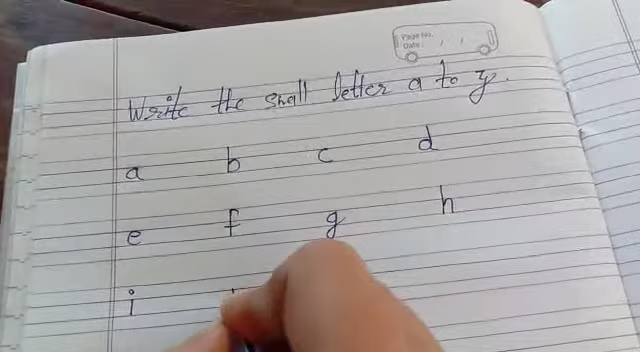 Page No.
Date: / /
Write the small letter a to z.
a b c d
e f g h
i